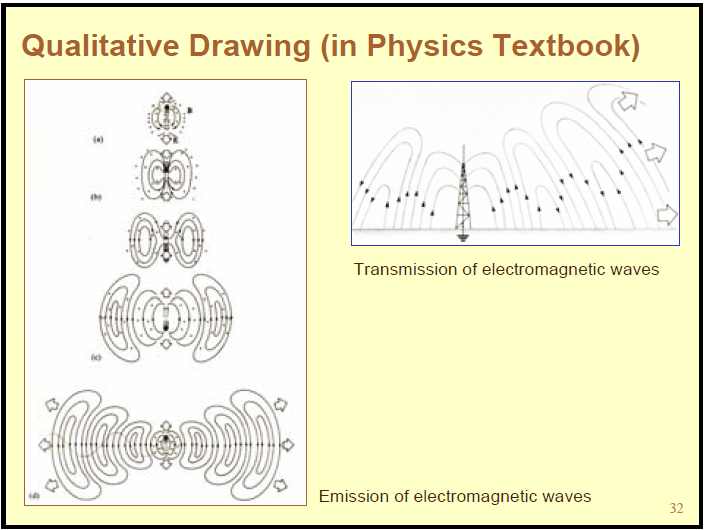 Qualitative Drawing (in Physics Textbook)
(a)
B
E
(b)
(c)
(d)
Transmission of electromagnetic waves
Emission of electromagnetic waves
32